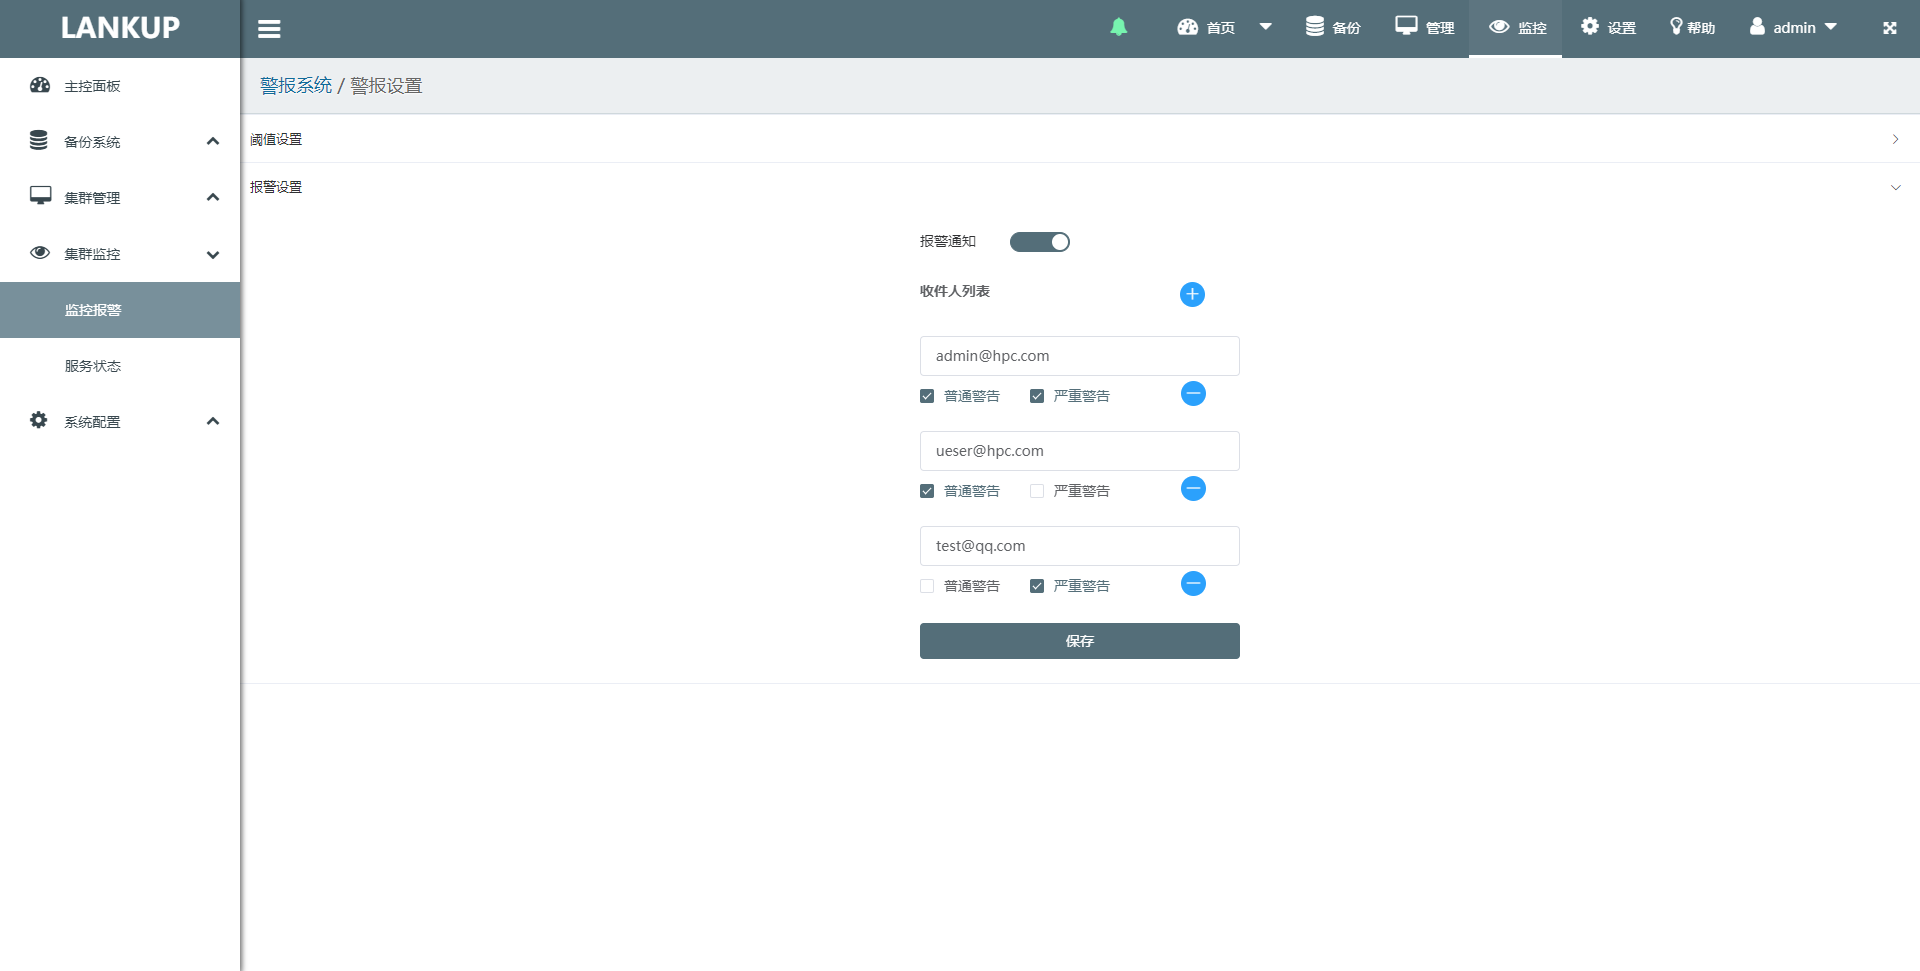 LANKUP
首页
备份
管理
监控
设置
帮助
admin
主控面板
备份系统
集群管理
集群监控
监控报警
服务状态
系统配置
警报系统 / 警报设置
阈值设置
报警设置
报警通知
收件人列表
admin@hpc.com
普通警告 严重警告
ueser@hpc.com
普通警告 严重警告
test@qq.com
普通警告 严重警告
保存